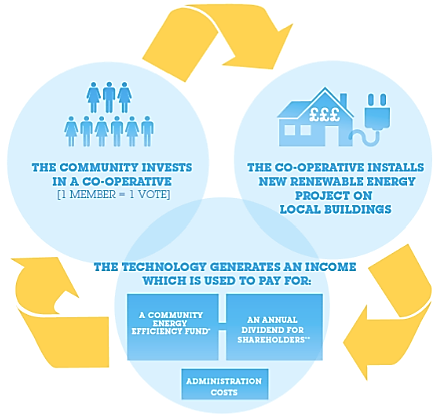 £££
THE COMMUNITY INVESTS
IN A CO-OPERATIVE
[1 MEMBER = 1 VOTE]
THE CO-OPERATIVE INSTALLS
NEW RENEWABLE ENERGY
PROJECT ON
LOCAL BUILDINGS
THE TECHNOLOGY GENERATES AN INCOME
WHICH IS USED TO PAY FOR:
A COMMUNITY
ENERGY
EFFICIENCY FUND*
AN ANNUAL
DIVIDEND FOR
SHAREHOLDERS**
ADMINISTRATION
COSTS